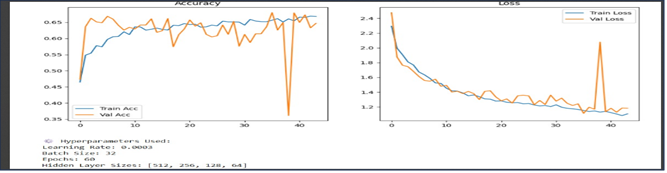 Accuracy
Loss
0.65
0.60
0.55
0.50
0.45
0.40
0.35
0
10
20
30
40
Train Acc
Val Acc
2.4
2.2
2.0
1.8
1.6
1.4
1.2
0
10
20
30
40
Train Loss
Val Loss
Hyperparameters Used:
Learning Rate: 0.0003
Batch Size: 32
Epochs: 60
Hidden Layer Sizes: [512, 256, 128, 64]